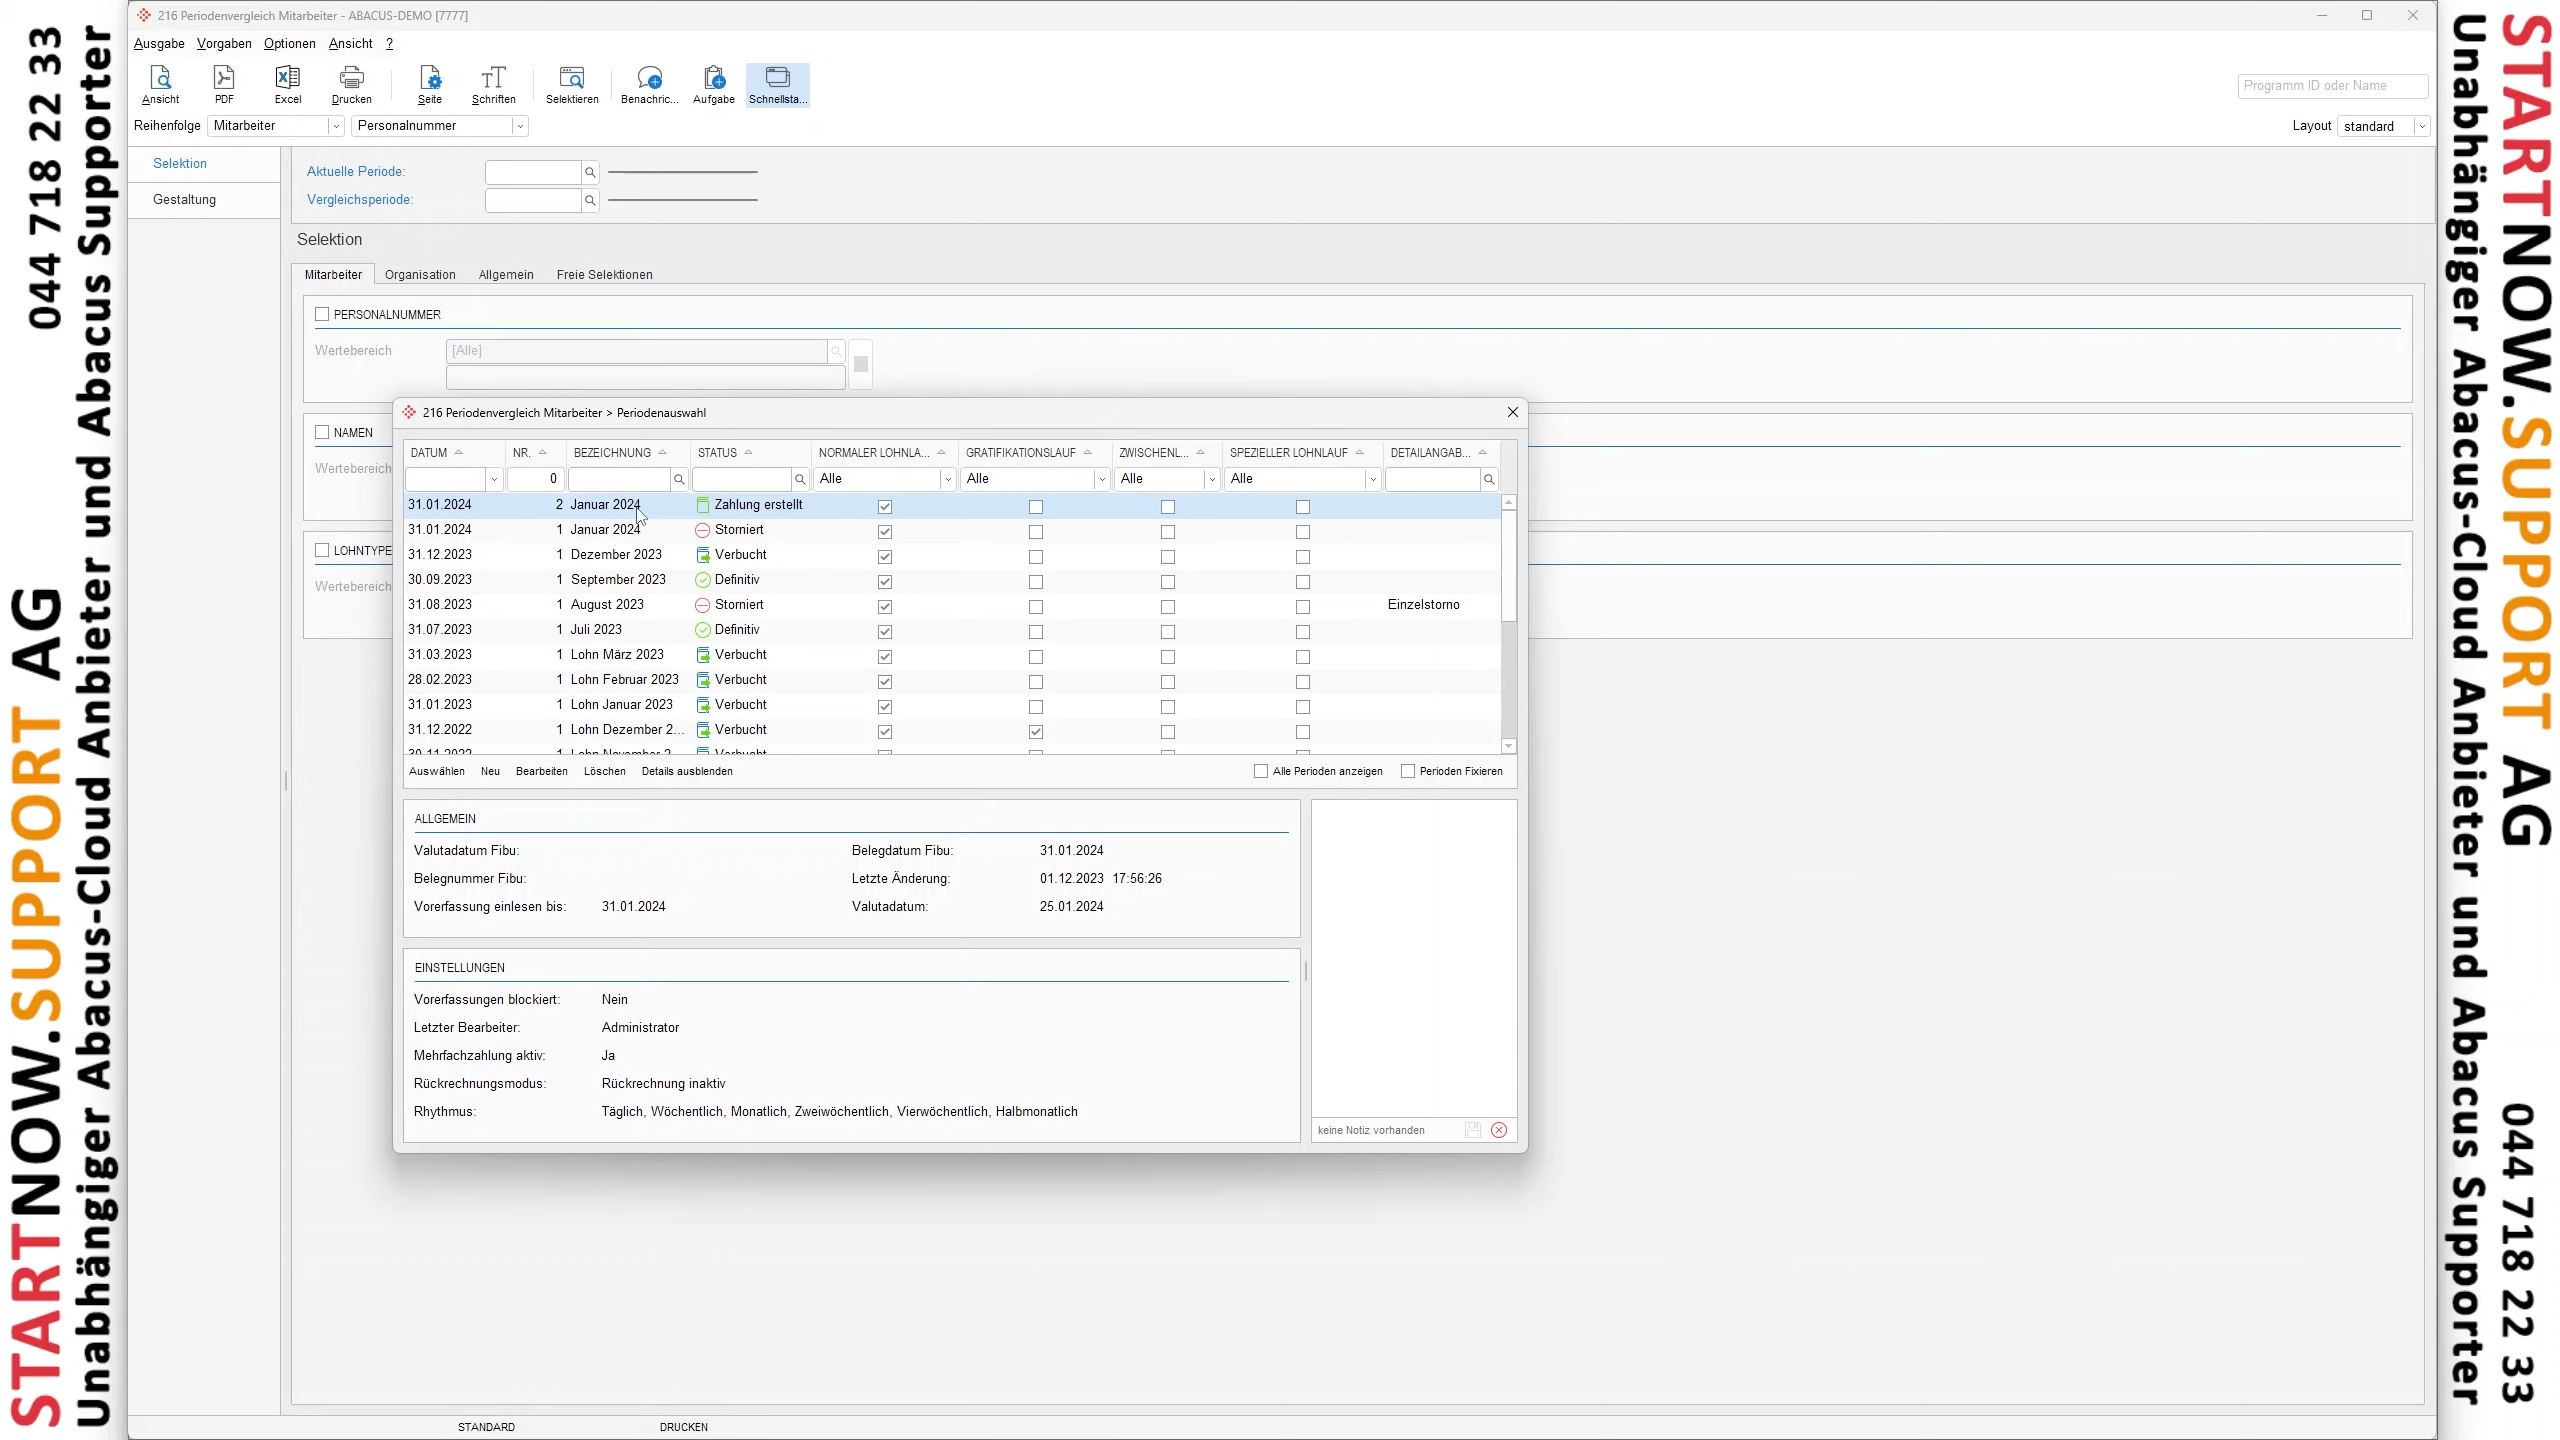 216 Periodenvergleich Mitarbeiter - ABACUS-DEMO [7777]
Ausgabe Vorgaben Optionen Ansicht ?
Ansicht PDF Excel Drucken Seite Schriften Selektieren Benachric... Aufgabe Schnellsta... Programm ID oder Name
Reihenfolge Mitarbeiter Personalnummer Layout standard
Selektion
Gestaltung
Aktuelle Periode:
Vergleichsperiode:
Selektion
Mitarbeiter Organisation Allgemein Freie Selektionen
PERSONALNUMMER
Wertebereich [Alle]
NAMEN
Wertebereich
LOHNTYPE
Wertebereich
216 Periodenvergleich Mitarbeiter > Periodenauswahl
DATUM NR. BEZEICHNUNG STATUS NORMALER LOHNLA... GRATIFIKATIONSLAUF ZWISCHENL... SPEZIELLER LOHNLAUF DETAILANGAB...
0 Alle Alle Alle Alle
31.01.2024 2 Januar 2024 Zahlung erstellt
31.01.2024 1 Januar 2024 Storniert
31.12.2023 1 Dezember 2023 Verbucht
30.09.2023 1 September 2023 Definitiv
31.08.2023 1 August 2023 Storniert Einzelstorno
31.07.2023 1 Juli 2023 Definitiv
31.03.2023 1 Lohn März 2023 Verbucht
28.02.2023 1 Lohn Februar 2023 Verbucht
31.01.2023 1 Lohn Januar 2023 Verbucht
31.12.2022 1 Lohn Dezember 2... Verbucht
30.11.2022 1 Lohn November 2... Verbucht
Auswählen Neu Bearbeiten Löschen Details ausblenden Alle Perioden anzeigen Perioden Fixieren
ALLGEMEIN
Valutadatum Fibu: Belegdatum Fibu: 31.01.2024
Belegnummer Fibu: Letzte Änderung: 01.12.2023 17:56:26
Vorerfassung einlesen bis: 31.01.2024 Valutadatum: 25.01.2024
EINSTELLUNGEN
Vorerfassungen blockiert: Nein
Letzter Bearbeiter: Administrator
Mehrfachzahlung aktiv: Ja
Rückrechnungsmodus: Rückrechnung inaktiv
Rhythmus: Täglich, Wöchentlich, Monatlich, Zweiwöchentlich, Vierwöchentlich, Halbmonatlich
keine Notiz vorhanden
STANDARD DRUCKEN
STARTNOW.SUPPORT AG 044 718 22 33
Unabhängiger Abacus-Cloud Anbieter und Abacus Supporter
STARTNOW.SUPPORT AG 044 718 22 33
Unabhängiger Abacus-Cloud Anbieter und Abacus Supporter